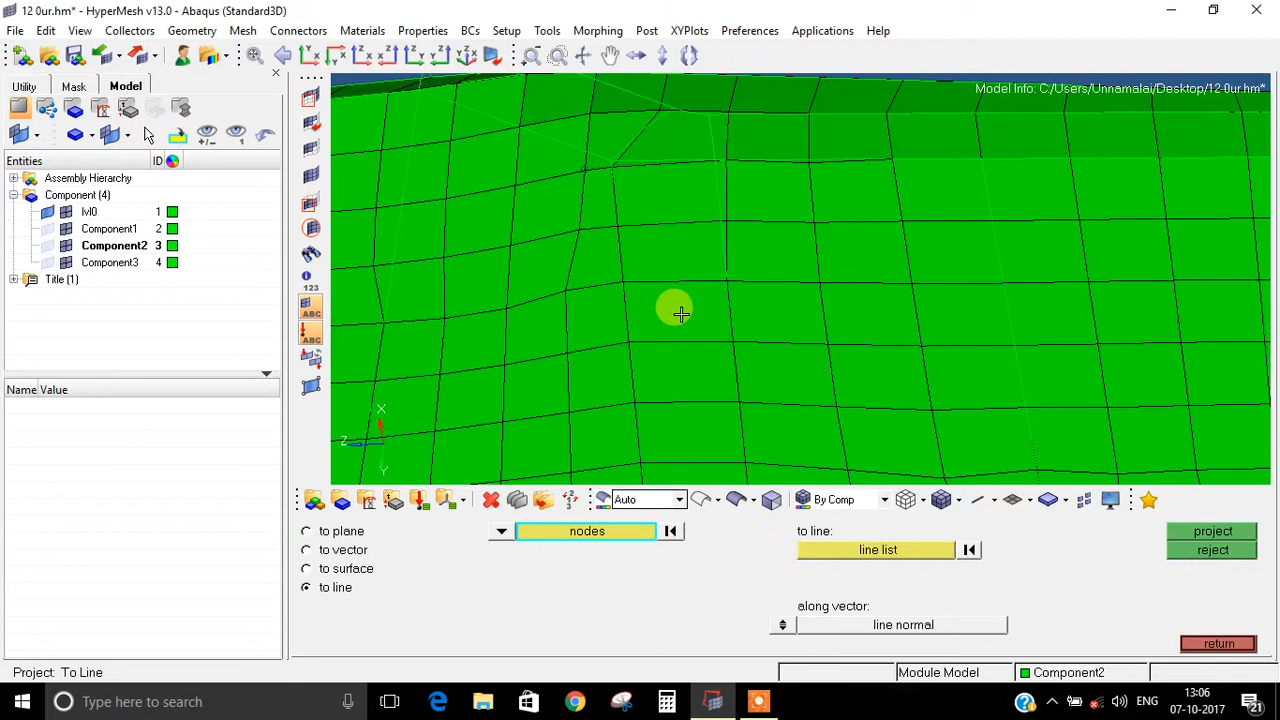 12 0ur.hm* - HyperMesh v13.0 - Abaqus (Standard3D)
File Edit View Collectors Geometry Mesh Connectors Materials Properties BCs Setup Tools Morphing Post XYPlots Preferences Applications Help
Utility Mask Model
Model Info: C:/Users/Unnamalai/Desktop/12 0ur.hm*
Entities ID
Assembly Hierarchy
Component (4)
lvl0 1
Component1 2
Component2 3
Component3 4
Title (1)
123
ABC
ABC
Name Value
X
Z
Y
Auto
By Comp
to plane
to vector
to surface
to line
nodes
to line:
line list
along vector:
line normal
project
reject
return
Project: To Line
Module Model
Component2
Type here to search
ENG
13:06
07-10-2017
21